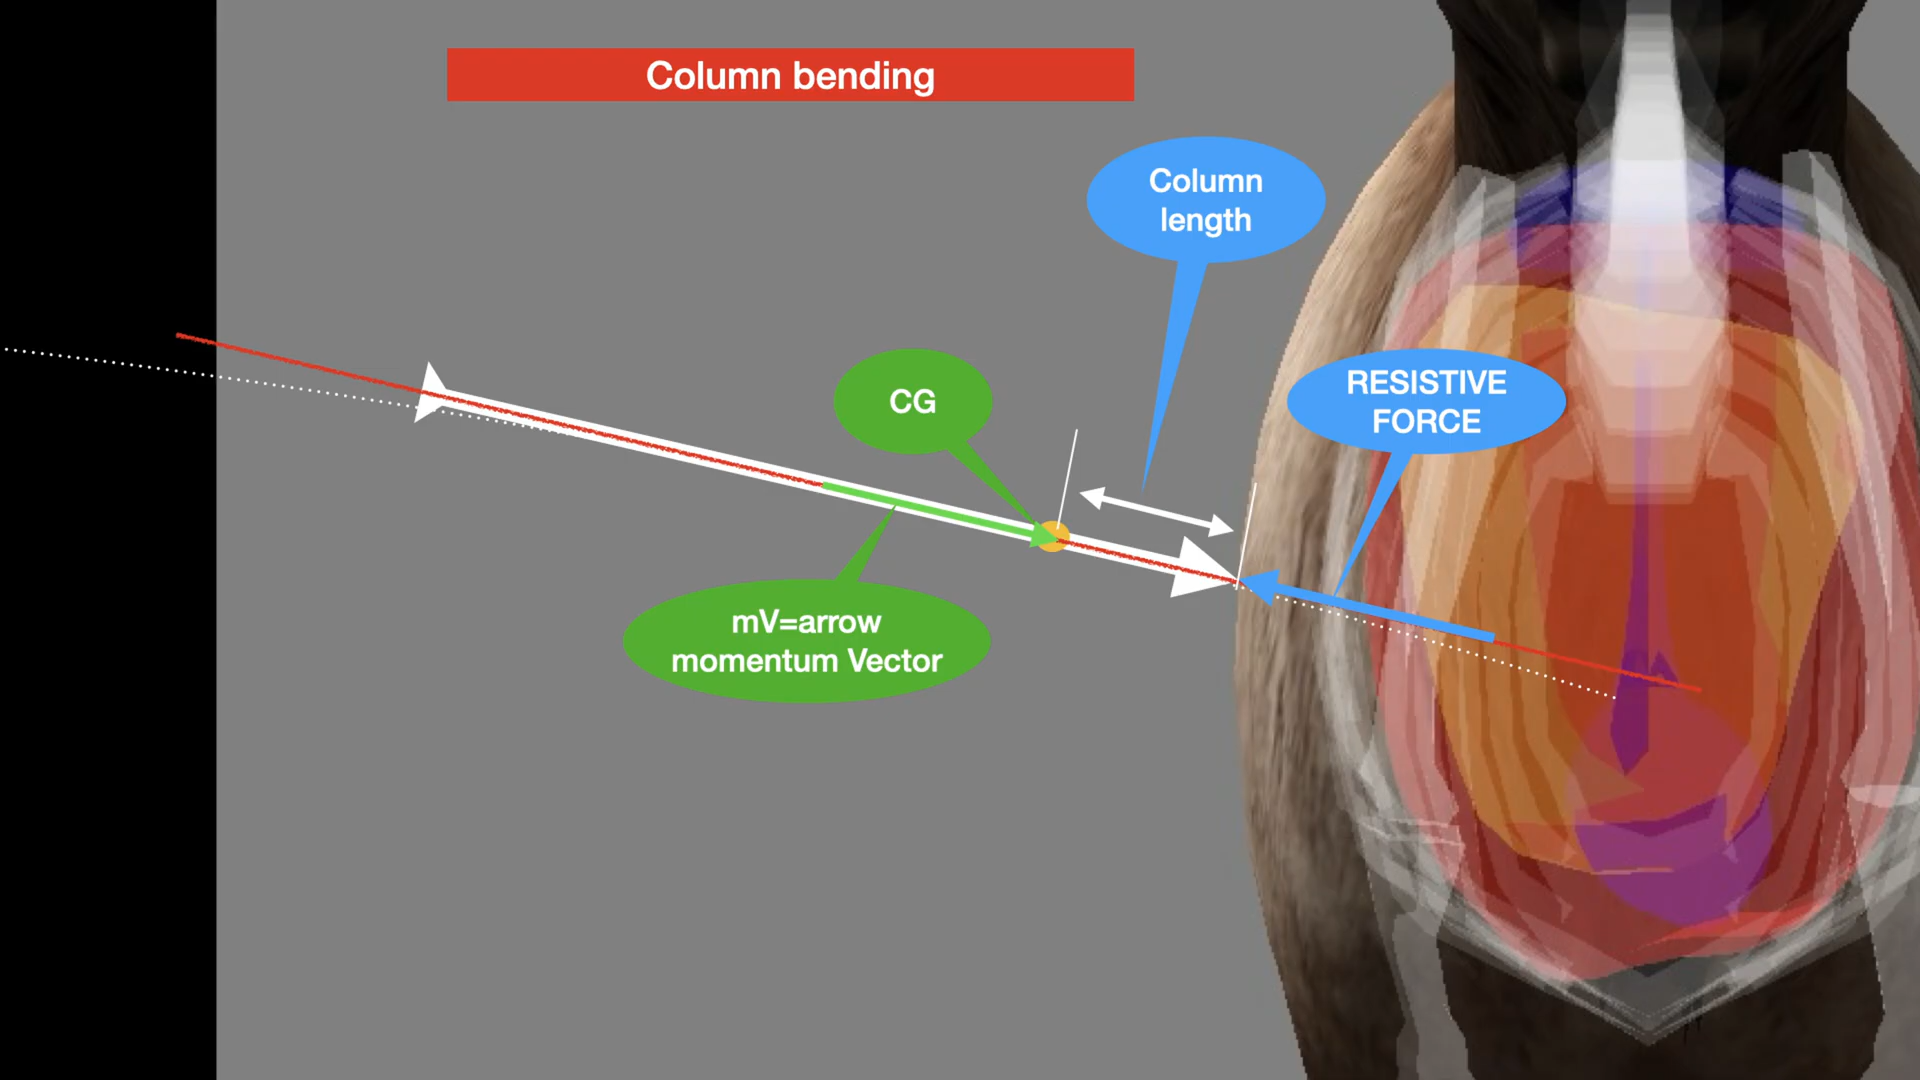 Column bending
Column
length
CG
RESISTIVE
FORCE
mV=arrow
momentum Vector